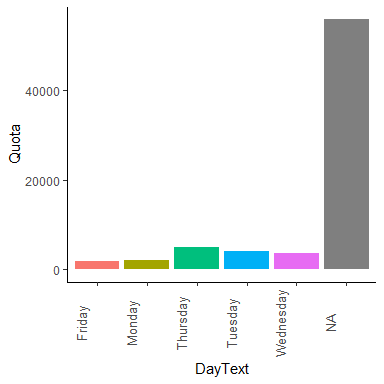 40000
20000
0
Quota
Friday
Monday
Thursday
Tuesday
Wednesday
NA
DayText